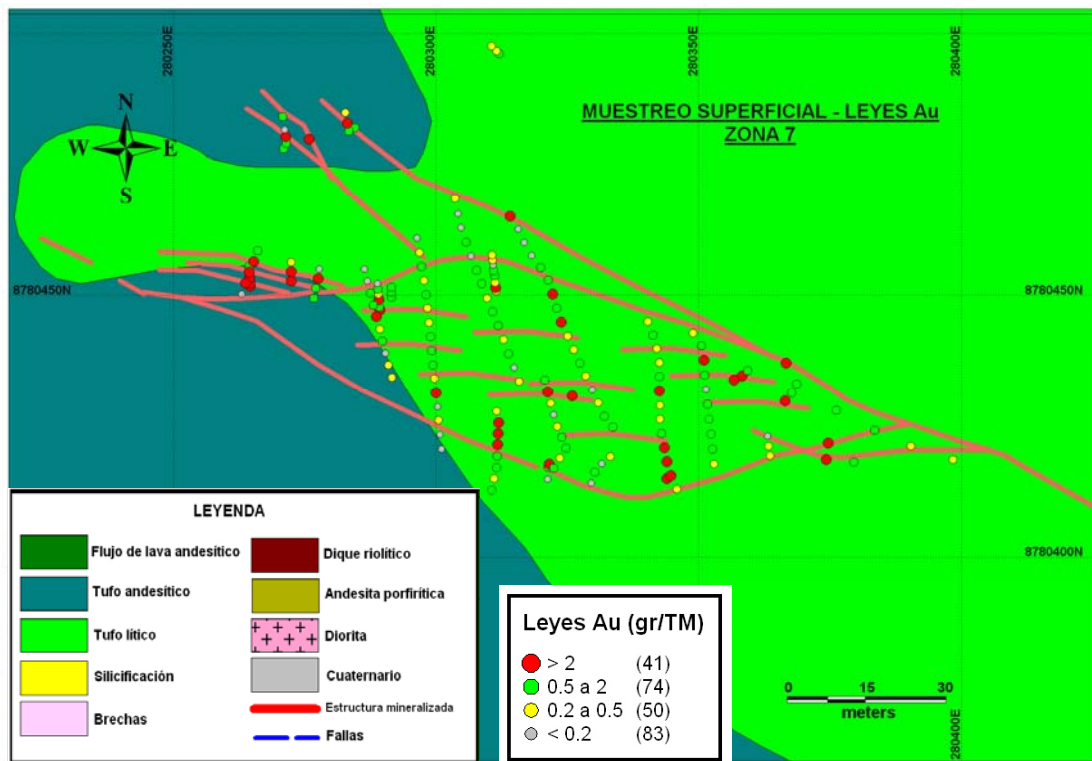 280250E
280300E
280350E
280400E
MUESTREO SUPERFICIAL - LEYES Au
ZONA 7
N
W E
S
8780450N
8780450N
8780400N
280400E
LEYENDA
Flujo de lava andesítico
Tufo andesítico
Tufo lítico
Silicificación
Brechas
Dique riolítico
Andesita porfirítica
Diorita
Cuaternario
Estructura mineralizada
Fallas
Leyes Au (gr/TM)
> 2 (41)
0.5 a 2 (74)
0.2 a 0.5 (50)
< 0.2 (83)
0 15 30
meters